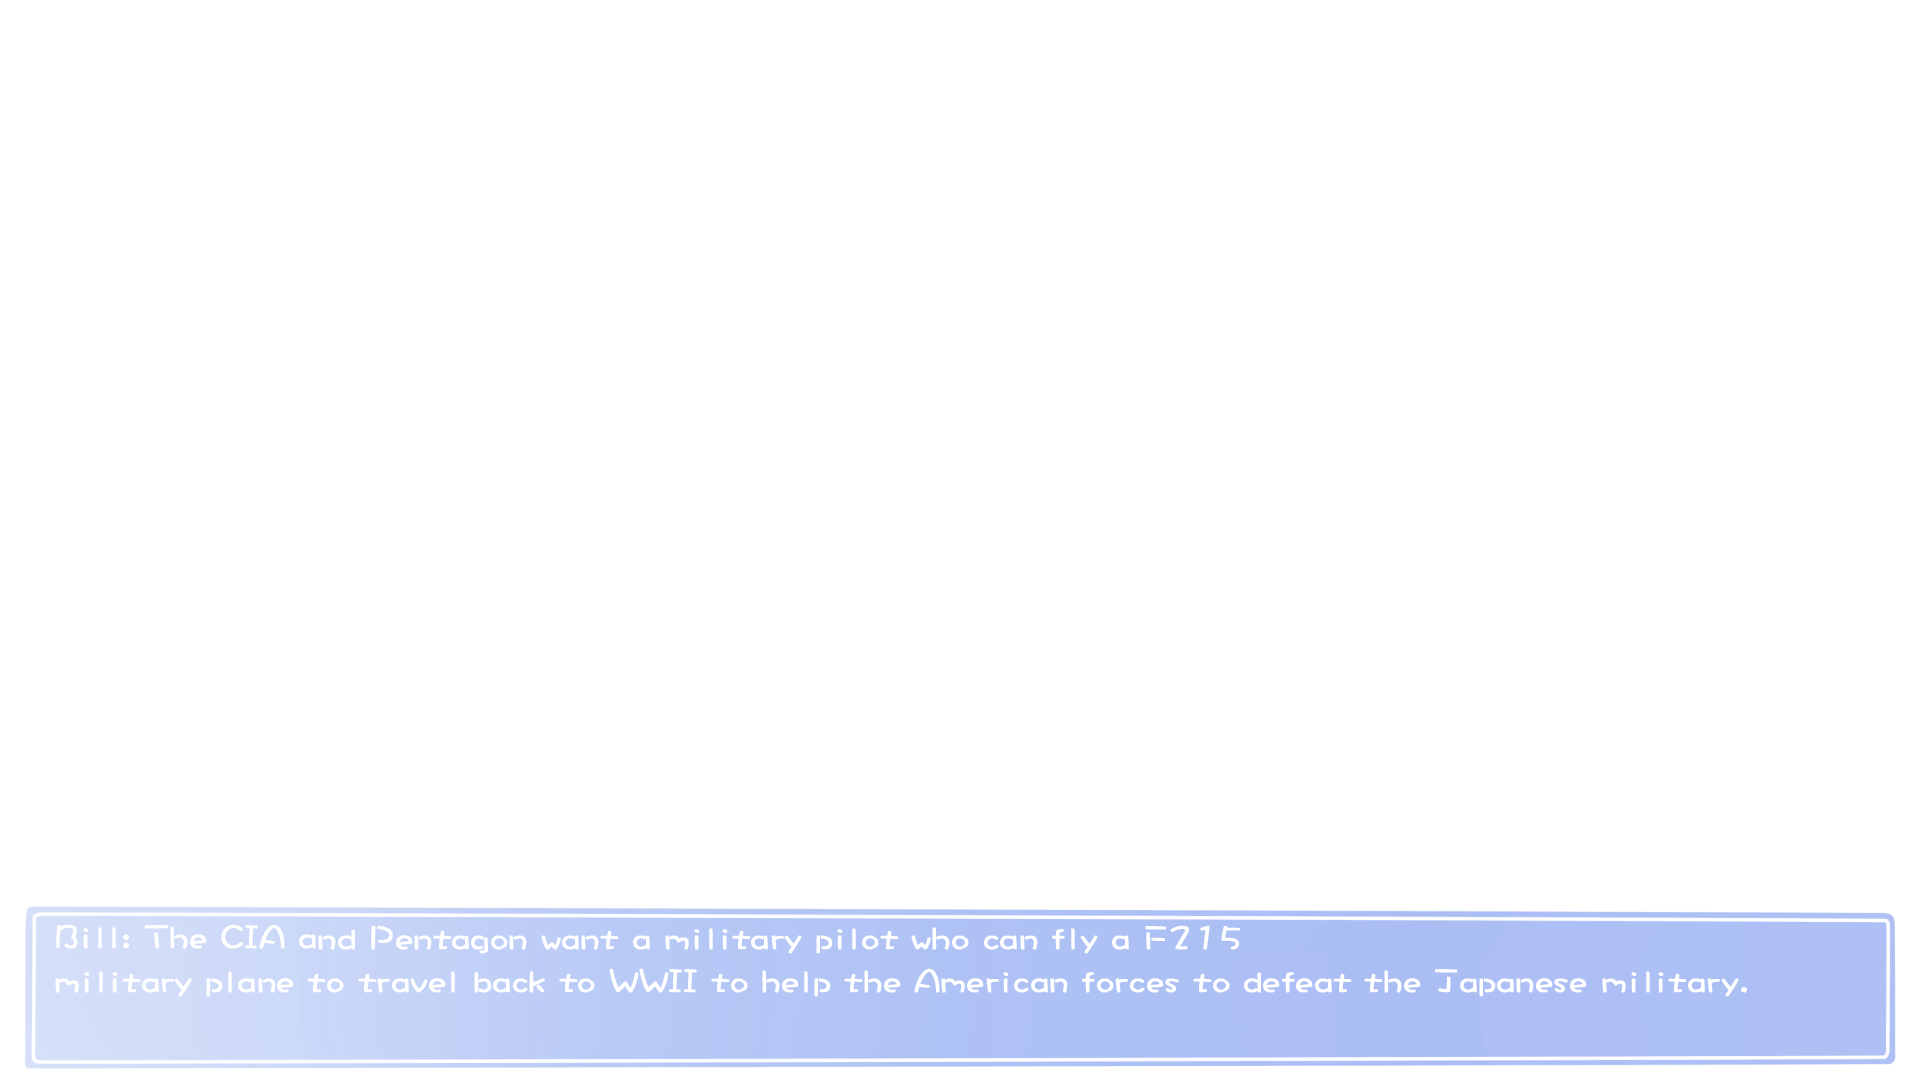 Bill: The CIA and Pentagon want a military pilot who can fly a F215
military plane to travel back to WWII to help the American forces to defeat the Japanese military.